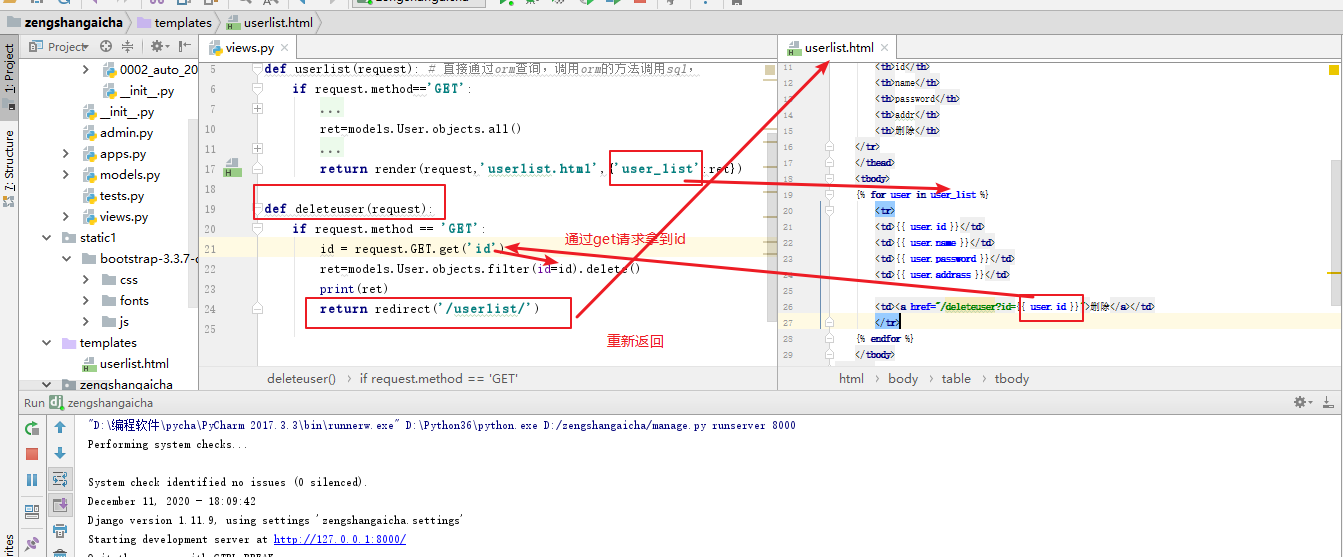 zengshangaicha
zengshangaicha
templates
userlist.html
1: Project
7: Structure
Project
0002_auto_20
__init__.py
__init__.py
admin.py
apps.py
models.py
tests.py
views.py
static1
bootstrap-3.3.7-d
css
fonts
js
templates
userlist.html
zengshangaicha
views.py
5 def userlist(request): # 直接通过orm查询，调用orm的方法调用sql，
6 if request.method=='GET':
7 ...
10 ret=models.User.objects.all()
11 ...
17 return render(request,'userlist.html',{'user_list':ret})
18
19 def deleteuser(request):
20 if request.method == 'GET':
21 id = request.GET.get('id')
22 ret=models.User.objects.filter(id=id).delete()
23 print(ret)
24 return redirect('/userlist/')
25
通过get请求拿到id
重新返回
deleteuser() › if request.method == 'GET'
userlist.html
11 <th>id</th>
12 <th>name</th>
13 <th>password</th>
14 <th>addr</th>
15 <th>删除</th>
16 </tr>
17 </thead>
18 <tbody>
19 {% for user in user_list %}
20 <tr>
21 <td>{{ user.id }}</td>
22 <td>{{ user.name }}</td>
23 <td>{{ user.password }}</td>
24 <td>{{ user.addrass }}</td>
25
26 <td><a href="/deleteuser?id={{ user.id }}">删除</a></td>
27 </tr>
28 {% endfor %}
29 </tbody>
html › body › table › tbody
Run zengshangaicha
"D:\编程软件\pycha\PyCharm 2017.3.3\bin\runnerw.exe" D:\Python36\python.exe D:/zengshangaicha/manage.py runserver 8000
Performing system checks...
System check identified no issues (0 silenced).
December 11, 2020 - 18:09:42
Django version 1.11.9, using settings 'zengshangaicha.settings'
Starting development server at http://127.0.0.1:8000/